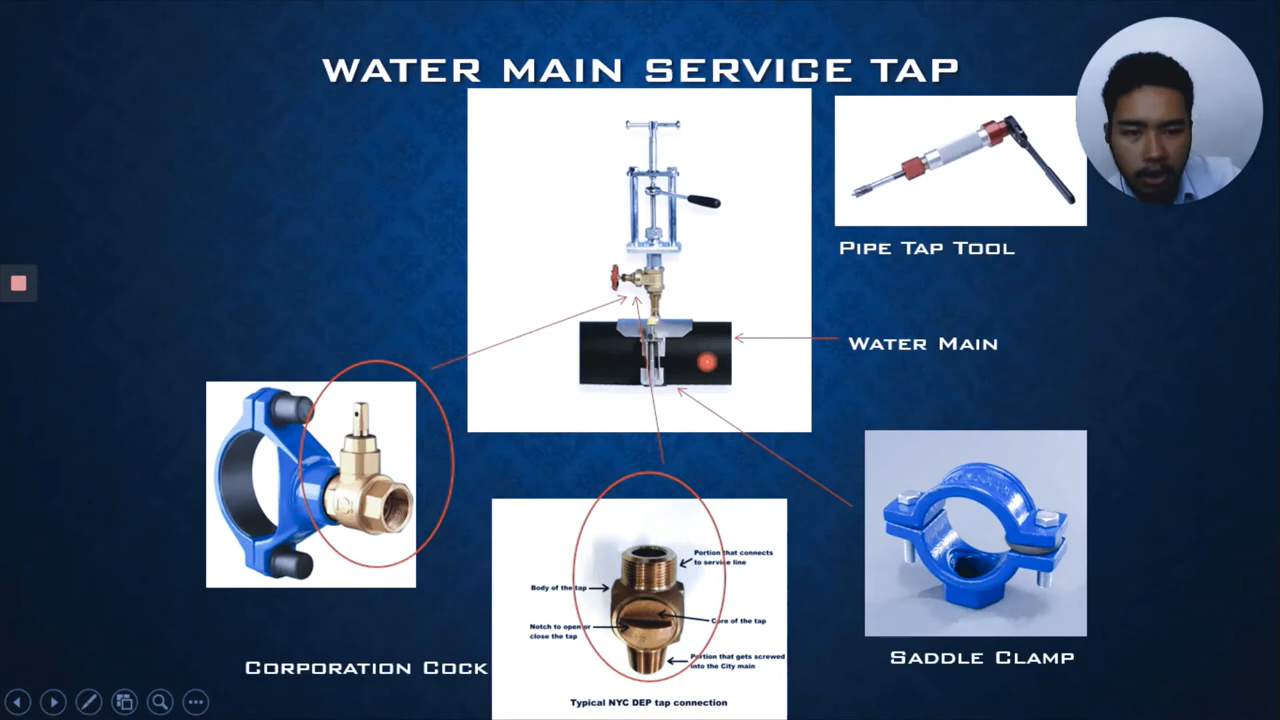 WATER MAIN SERVICE TAP
PIPE TAP TOOL
WATER MAIN
CORPORATION COCK
Portion that connects
to service line
Body of the tap
Core of the tap
Notch to open or
close the tap
Portion that gets screwed
into the City main
Typical NYC DEP tap connection
SADDLE CLAMP